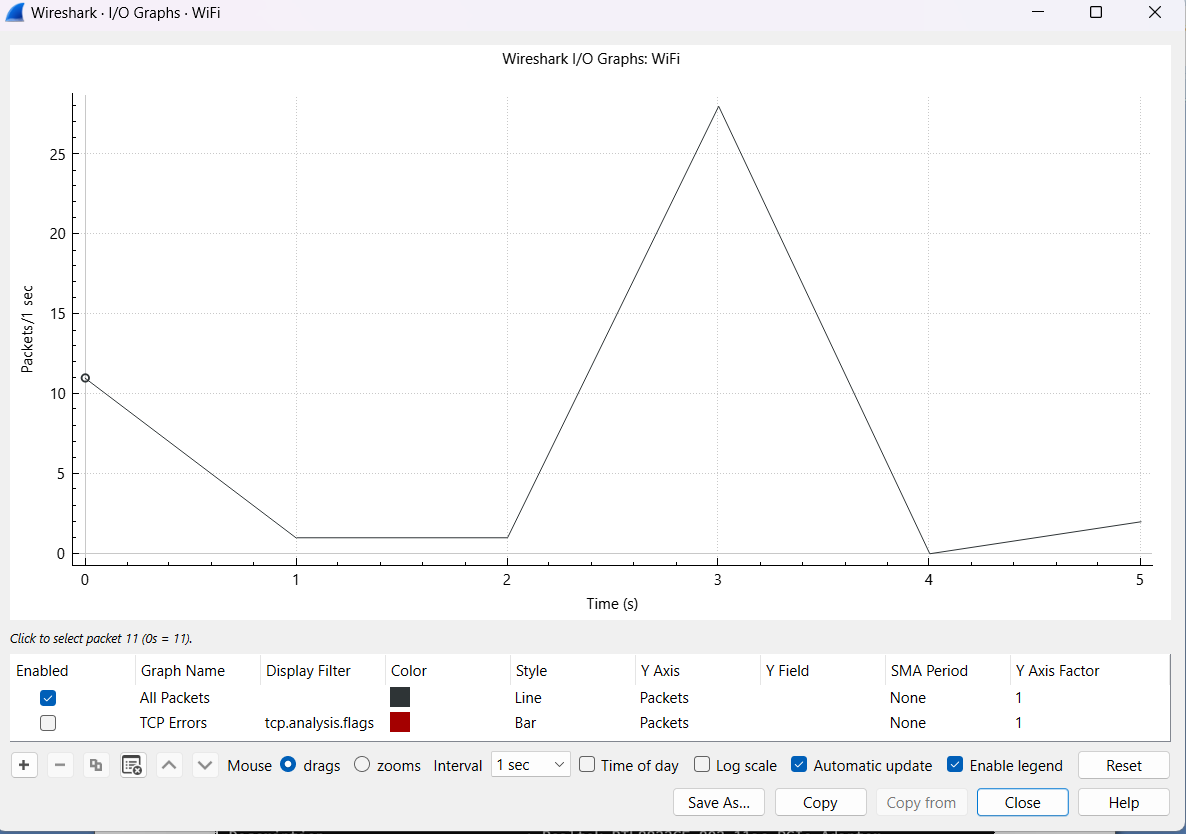 Wireshark · I/O Graphs · WiFi
Wireshark I/O Graphs: WiFi
Packets/1 sec
25
20
15
10
5
0
0 1 2 3 4 5
Time (s)
Click to select packet 11 (0s = 11).
Enabled Graph Name Display Filter Color Style Y Axis Y Field SMA Period Y Axis Factor
All Packets Line Packets None 1
TCP Errors tcp.analysis.flags Bar Packets None 1
Mouse drags zooms Interval 1 sec Time of day Log scale Automatic update Enable legend Reset
Save As... Copy Copy from Close Help